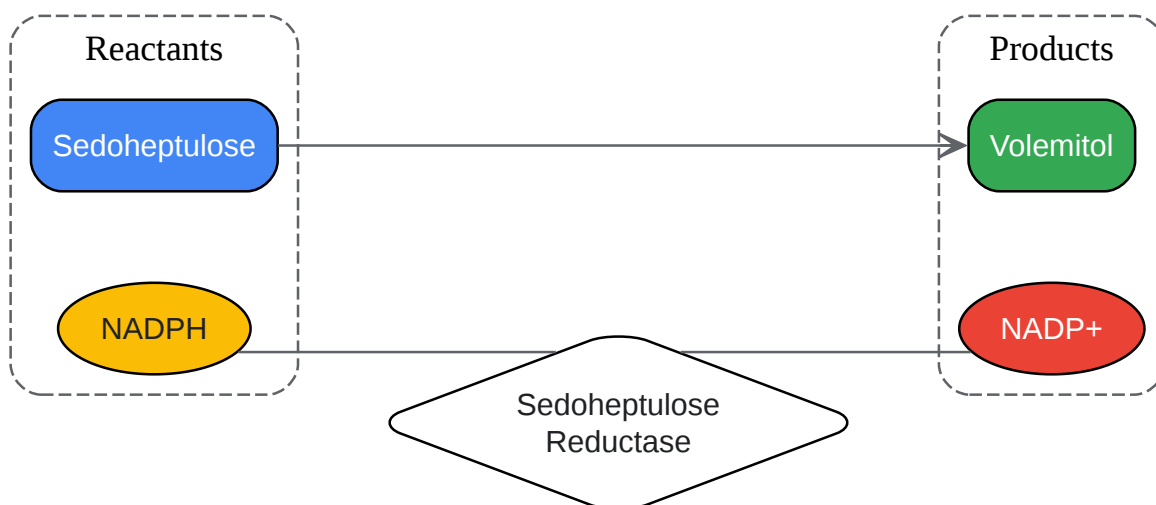 Reactants
Products
Sedoheptulose
Volemitol
NADPH
NADP+
Sedoheptulose
Reductase